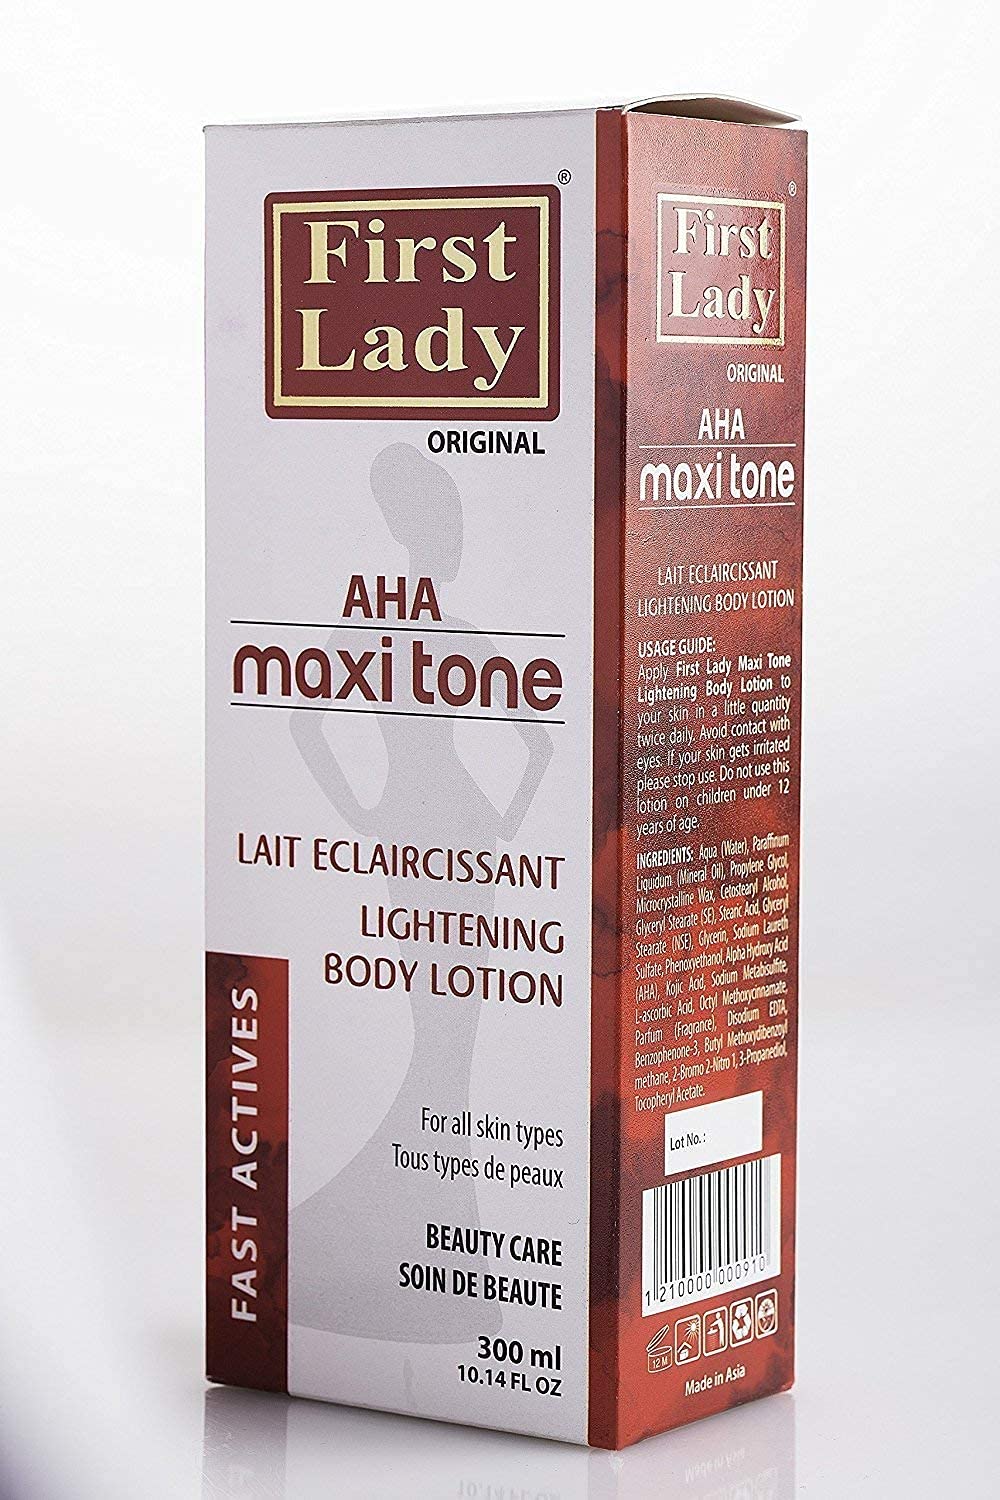 First
Lady
®
ORIGINAL
AHA
maxi tone
LAIT ECLAIRCISSANT
LIGHTENING
BODY LOTION
FAST ACTIVES
For all skin types
Tous types de peaux
BEAUTY CARE
SOIN DE BEAUTE
300 ml
10.14 FL OZ
First
Lady
®
ORIGINAL
AHA
maxi tone
LAIT ECLAIRCISSANT
LIGHTENING BODY LOTION
USAGE GUIDE:
Apply First Lady Maxi Tone
Lightening Body Lotion to
your skin in a little quantity
twice daily. Avoid contact with
eyes. If your skin gets irritated
please stop use. Do not use this
lotion on children under 12
years of age.
INGREDIENTS: Aqua (Water), Paraffinum
Liquidum (Mineral Oil), Propylene Glycol,
Microcrystalline Wax, Cetostearyl Alcohol,
Glyceryl Stearate (SE), Stearic Acid, Glyceryl
Stearate (NSE), Glycerin, Sodium Laureth
Sulfate, Phenoxyethanol, Alpha Hydroxy Acid
(AHA), Kojic Acid, Sodium Metabisulfite,
L-ascorbic Acid, Octyl Methoxycinnamate,
Parfum (Fragrance), Disodium EDTA,
Benzophenone-3, Butyl Methoxydibenzoyl
methane, 2-Bromo 2-Nitro 1, 3-Propanediol,
Tocopheryl Acetate.
Lot No. :
1 210000 000910
12 M
Made in Asia